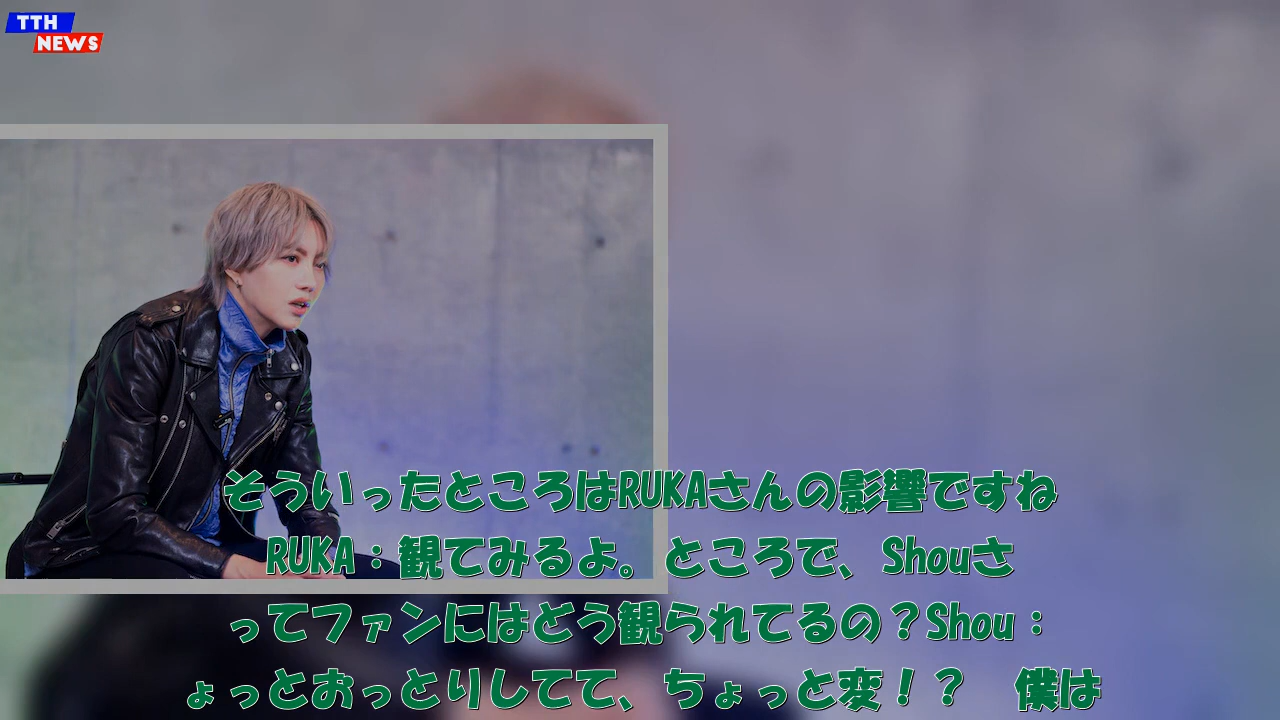 TTH
NEWS
そういったところはRUKAさんの影響ですね
RUKA：観てみるよ。ところで、Shouさ
ってファンにはどう観られてるの？Shou：
ょっとおっとりしてて、ちょっと変！？　僕は